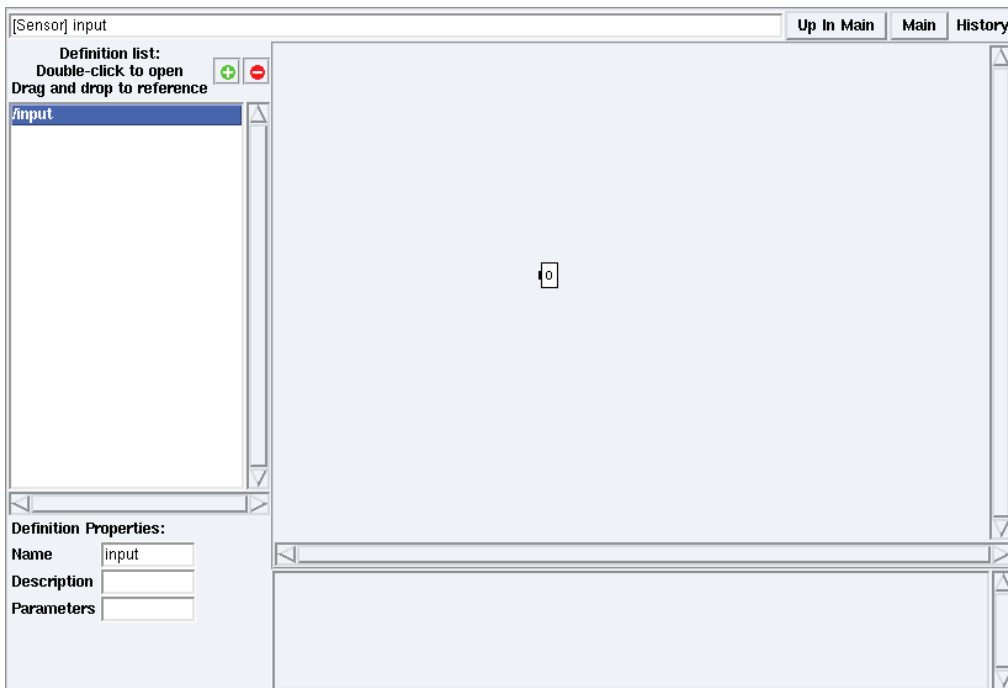 [Sensor] input
Up In Main
Main
History
Definition list:
Double-click to open
Drag and drop to reference
/input
o
Definition Properties:
Name
input
Description
Parameters